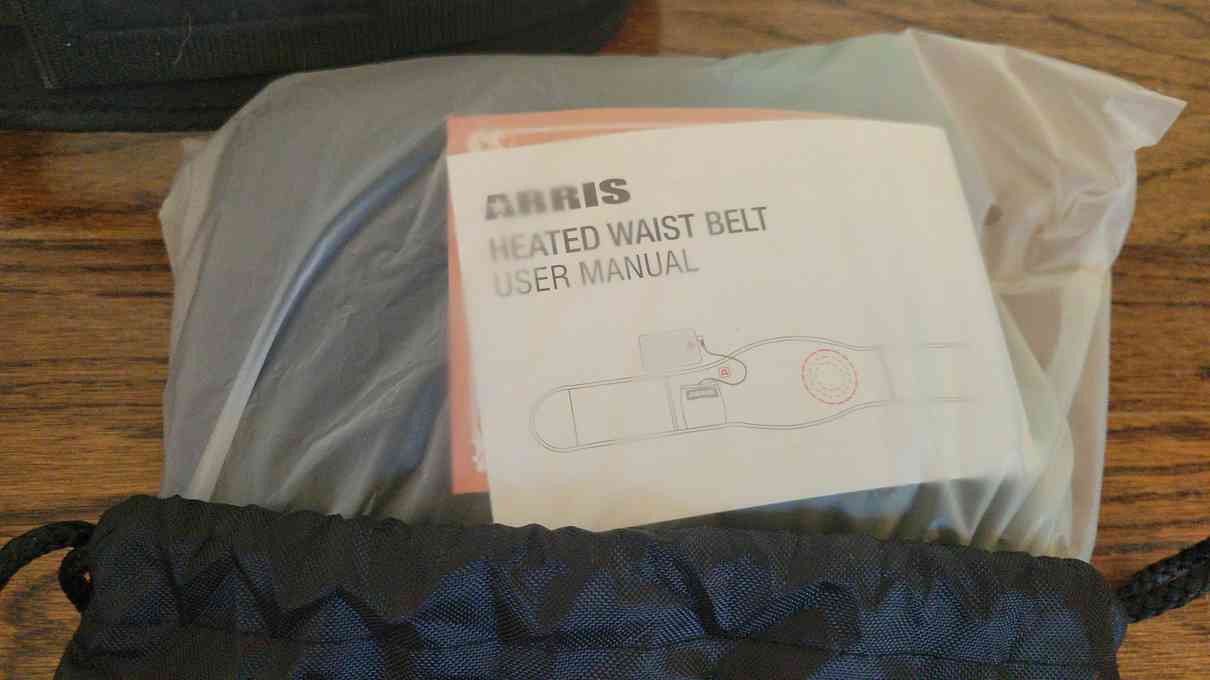 ARRIS
HEATED WAIST BELT
USER MANUAL